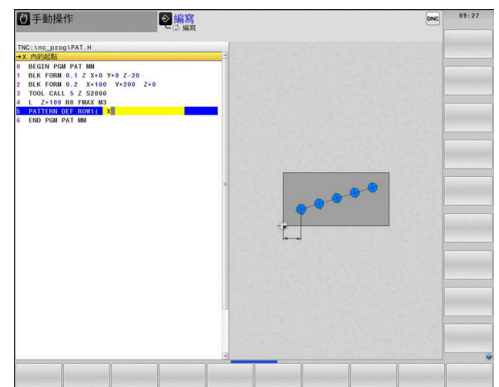 手動操作
編寫
編寫
DNC
09:27
TNC:\nc_prog\PAT.H
→X 內的起點
0 BEGIN PGM PAT MM
1 BLK FORM 0.1 Z X+0 Y+0 Z-20
2 BLK FORM 0.2 X+100 Y+200 Z+0
3 TOOL CALL 5 Z S2000
4 L Z+100 R0 FMAX M3
5 PATTERN DEF ROW1( X
6 END PGM PAT MM